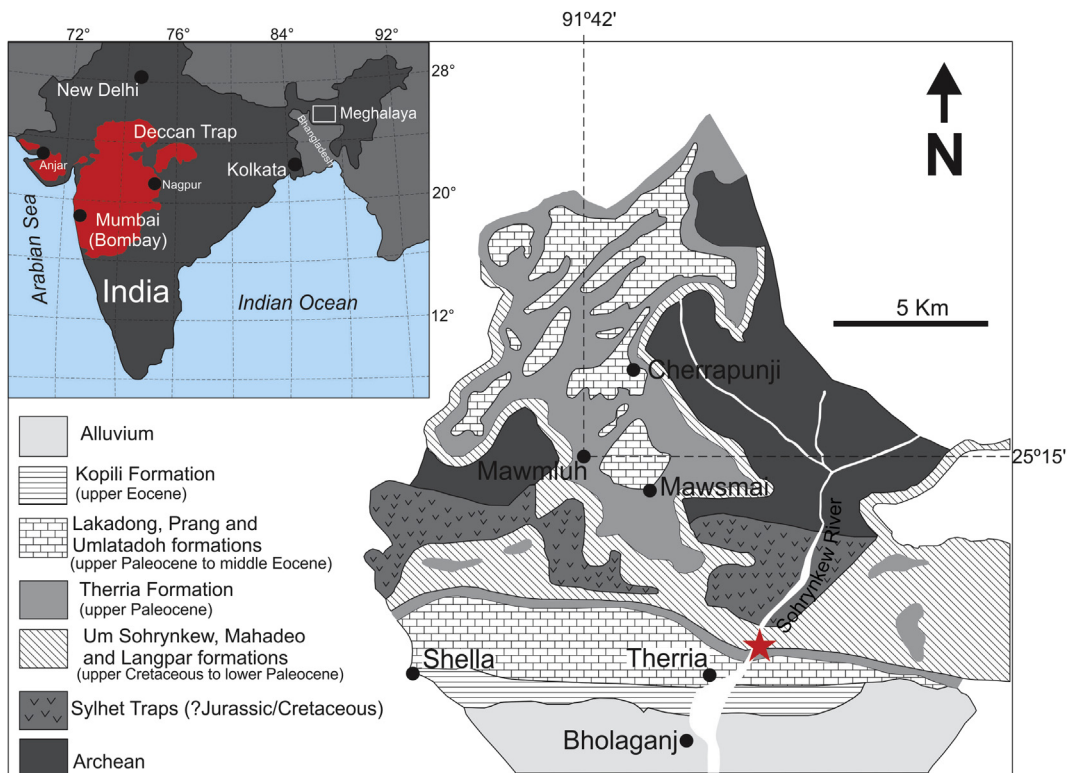 91º42'
72°
76°
84°
92°
28°
New Delhi
Meghalaya
Deccan Trap
Bhangladesh
Anjar
Kolkata
Nagpur
20°
Mumbai
(Bombay)
Arabian Sea
India
Indian Ocean
12°
N
5 Km
Cherrapunji
Mawmluh
25º15'
Mawsmai
Sohrynkew River
Shella
Therria
Bholaganj
Alluvium
Kopili Formation
(upper Eocene)
Lakadong, Prang and
Umlatadoh formations
(upper Paleocene to middle Eocene)
Therria Formation
(upper Paleocene)
Um Sohrynkew, Mahadeo
and Langpar formations
(upper Cretaceous to lower Paleocene)
Sylhet Traps (?Jurassic/Cretaceous)
Archean